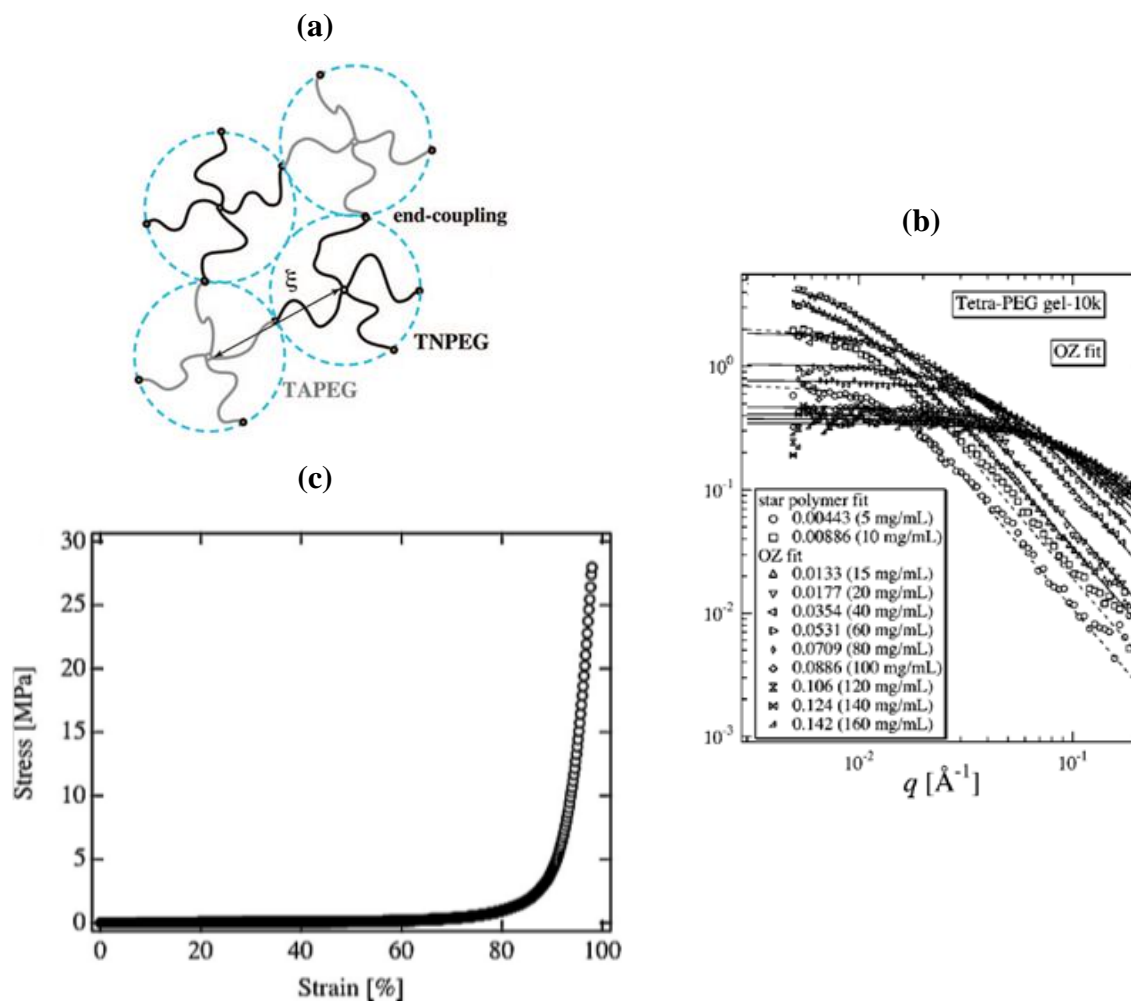 (a)
end-coupling
ξ
TNPEG
TAPEG
(b)
Tetra-PEG gel-10k
OZ fit
10^0
10^-1
10^-2
10^-3
star polymer fit
0.00443 (5 mg/mL)
0.00886 (10 mg/mL)
OZ fit
0.0133 (15 mg/mL)
0.0177 (20 mg/mL)
0.0354 (40 mg/mL)
0.0531 (60 mg/mL)
0.0709 (80 mg/mL)
0.0886 (100 mg/mL)
0.106 (120 mg/mL)
0.124 (140 mg/mL)
0.142 (160 mg/mL)
10^-2 10^-1
q [Å^-1]
(c)
30
25
20
15
10
5
0
Stress [MPa]
0 20 40 60 80 100
Strain [%]